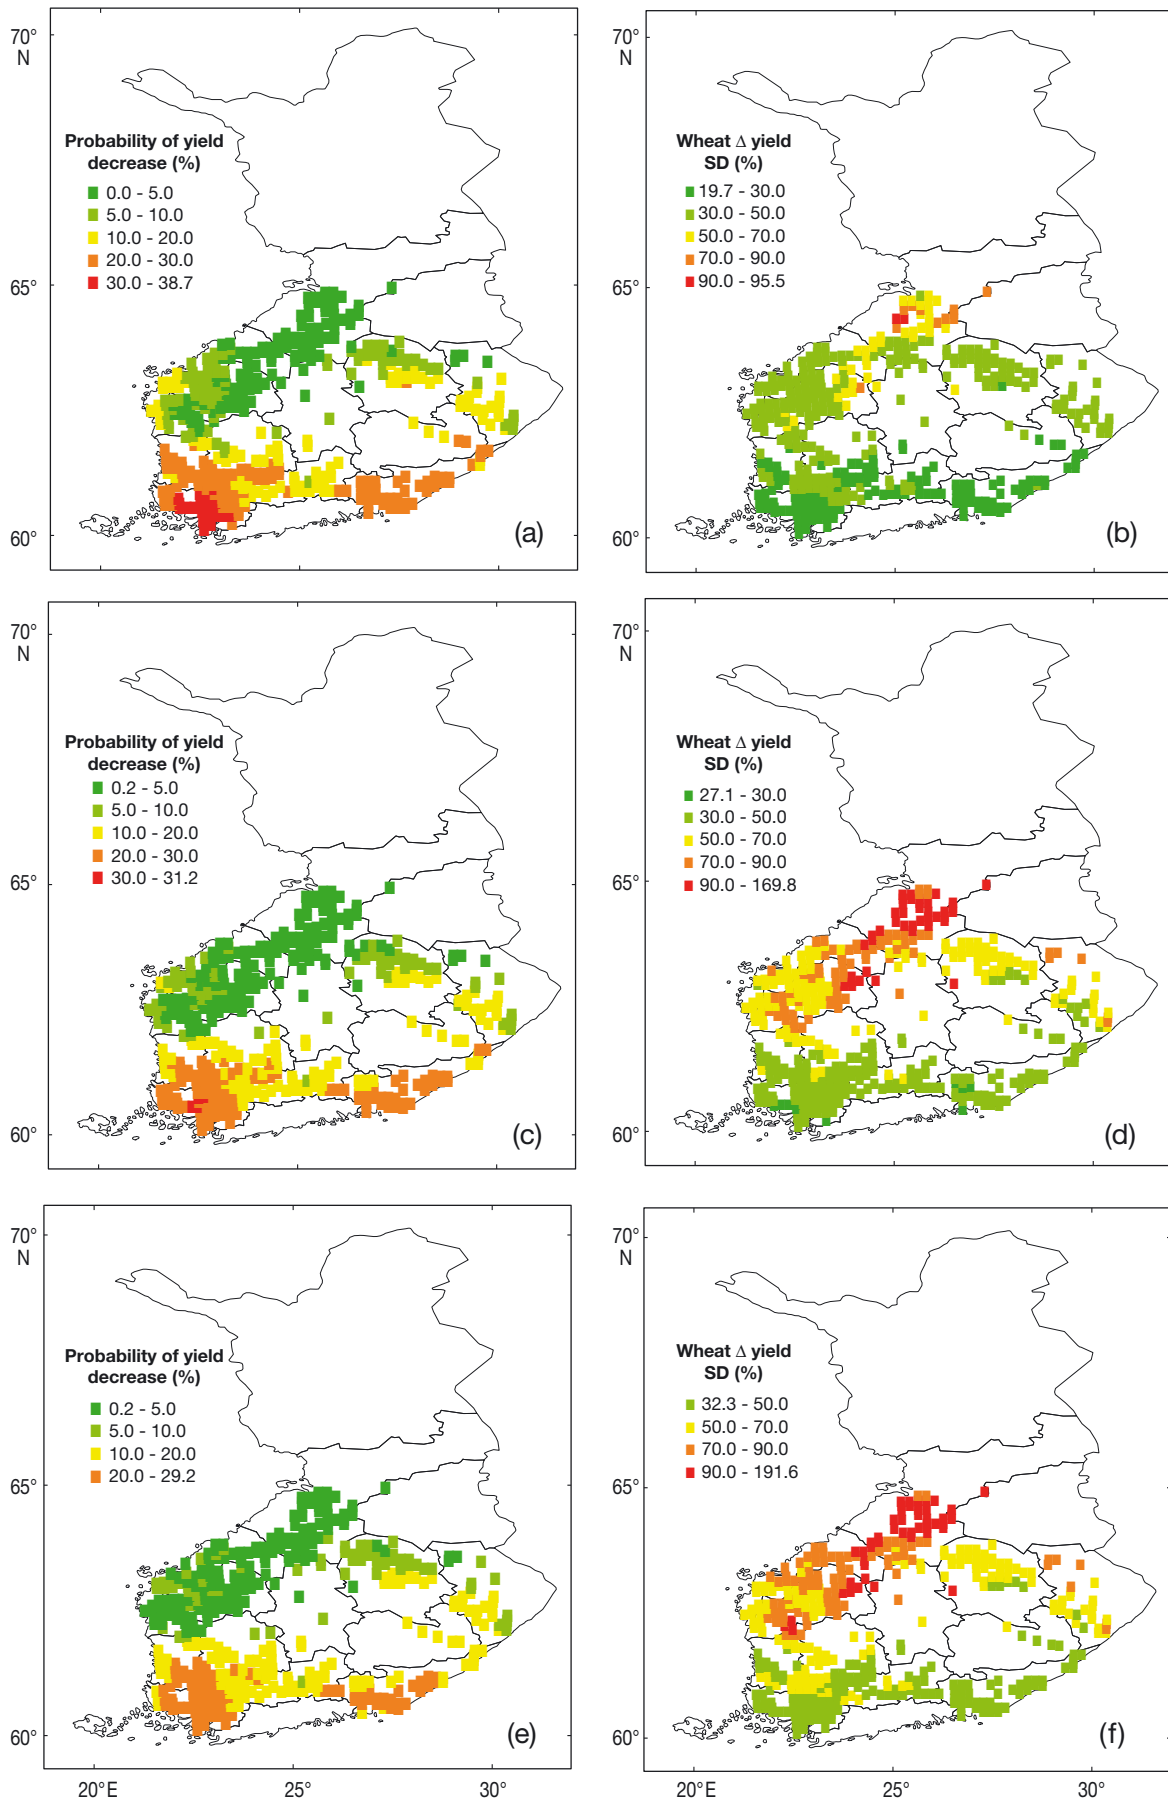 70°
N
Probability of yield
decrease (%)
0.0 - 5.0
5.0 - 10.0
10.0 - 20.0
20.0 - 30.0
30.0 - 38.7
65°
60°
(a)
70°
N
Wheat Δ yield
SD (%)
19.7 - 30.0
30.0 - 50.0
50.0 - 70.0
70.0 - 90.0
90.0 - 95.5
65°
60°
(b)
70°
N
Probability of yield
decrease (%)
0.2 - 5.0
5.0 - 10.0
10.0 - 20.0
20.0 - 30.0
30.0 - 31.2
65°
60°
(c)
70°
N
Wheat Δ yield
SD (%)
27.1 - 30.0
30.0 - 50.0
50.0 - 70.0
70.0 - 90.0
90.0 - 169.8
65°
60°
(d)
70°
N
Probability of yield
decrease (%)
0.2 - 5.0
5.0 - 10.0
10.0 - 20.0
20.0 - 29.2
65°
60°
(e)
20°E 25° 30°
70°
N
Wheat Δ yield
SD (%)
32.3 - 50.0
50.0 - 70.0
70.0 - 90.0
90.0 - 191.6
65°
60°
(f)
20°E 25° 30°